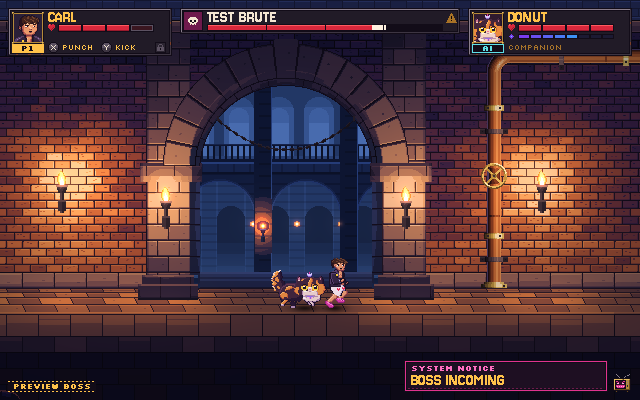 CARL
P1
X PUNCH Y KICK
TEST BRUTE
DONUT
AI
COMPANION
SYSTEM NOTICE
BOSS INCOMING
PREVIEW BOSS